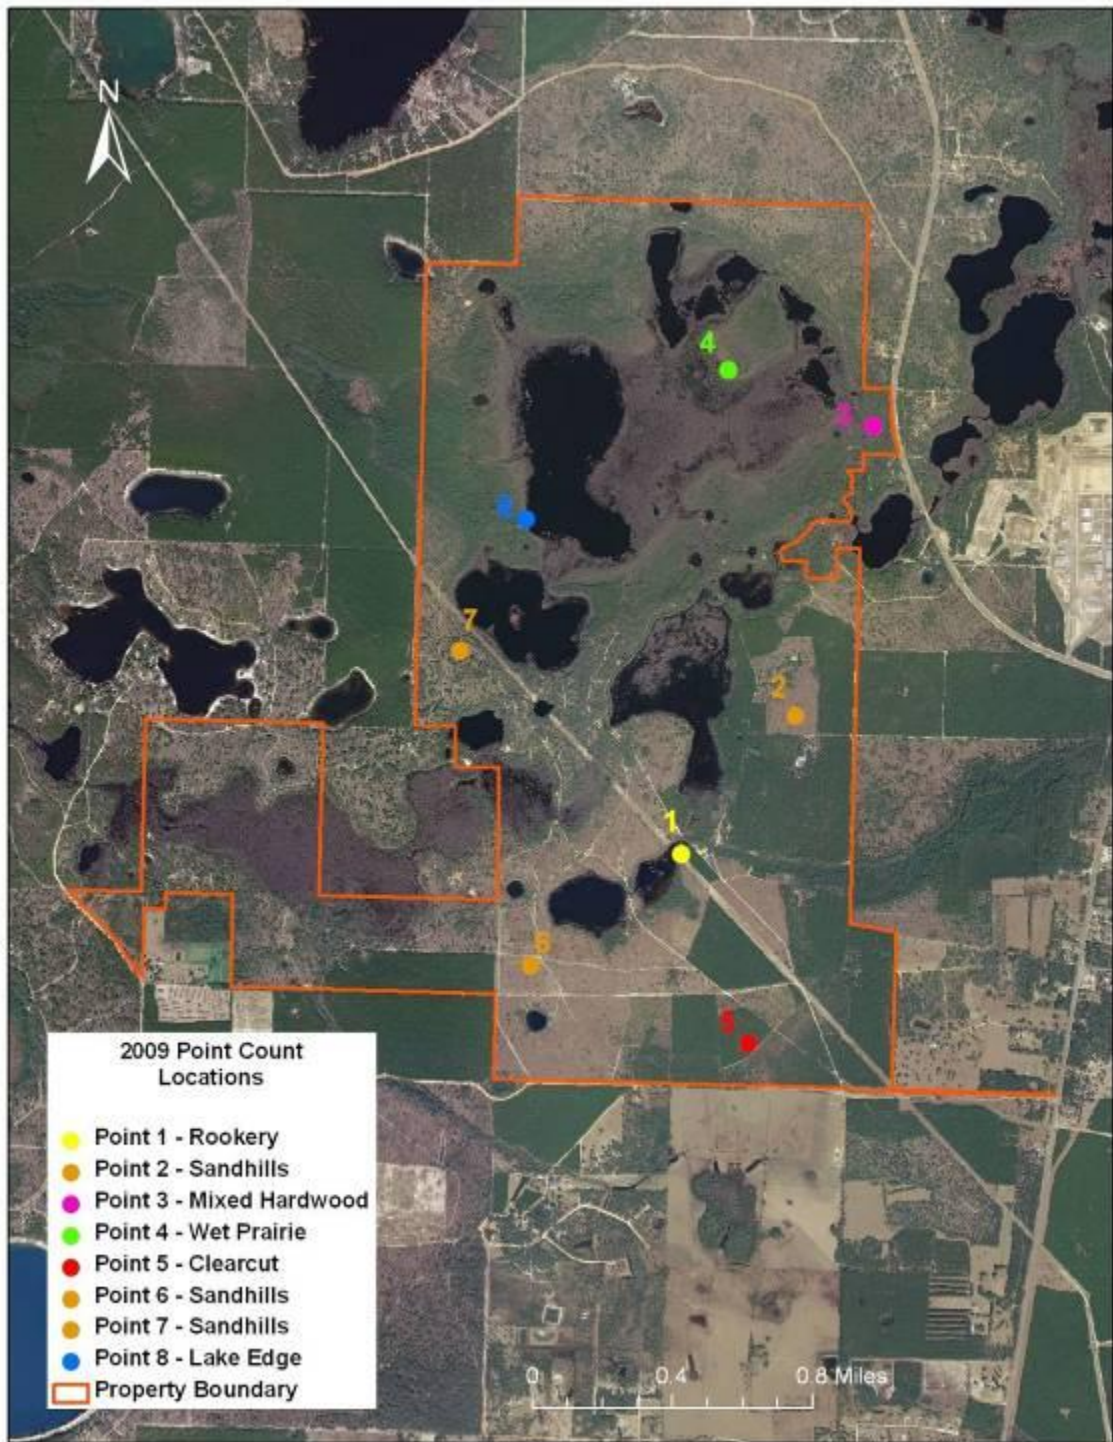 N
4
3
8
7
2
1
6
5
2009 Point Count
Locations
Point 1 - Rookery
Point 2 - Sandhills
Point 3 - Mixed Hardwood
Point 4 - Wet Prairie
Point 5 - Clearcut
Point 6 - Sandhills
Point 7 - Sandhills
Point 8 - Lake Edge
Property Boundary
0 0.4 0.8 Miles